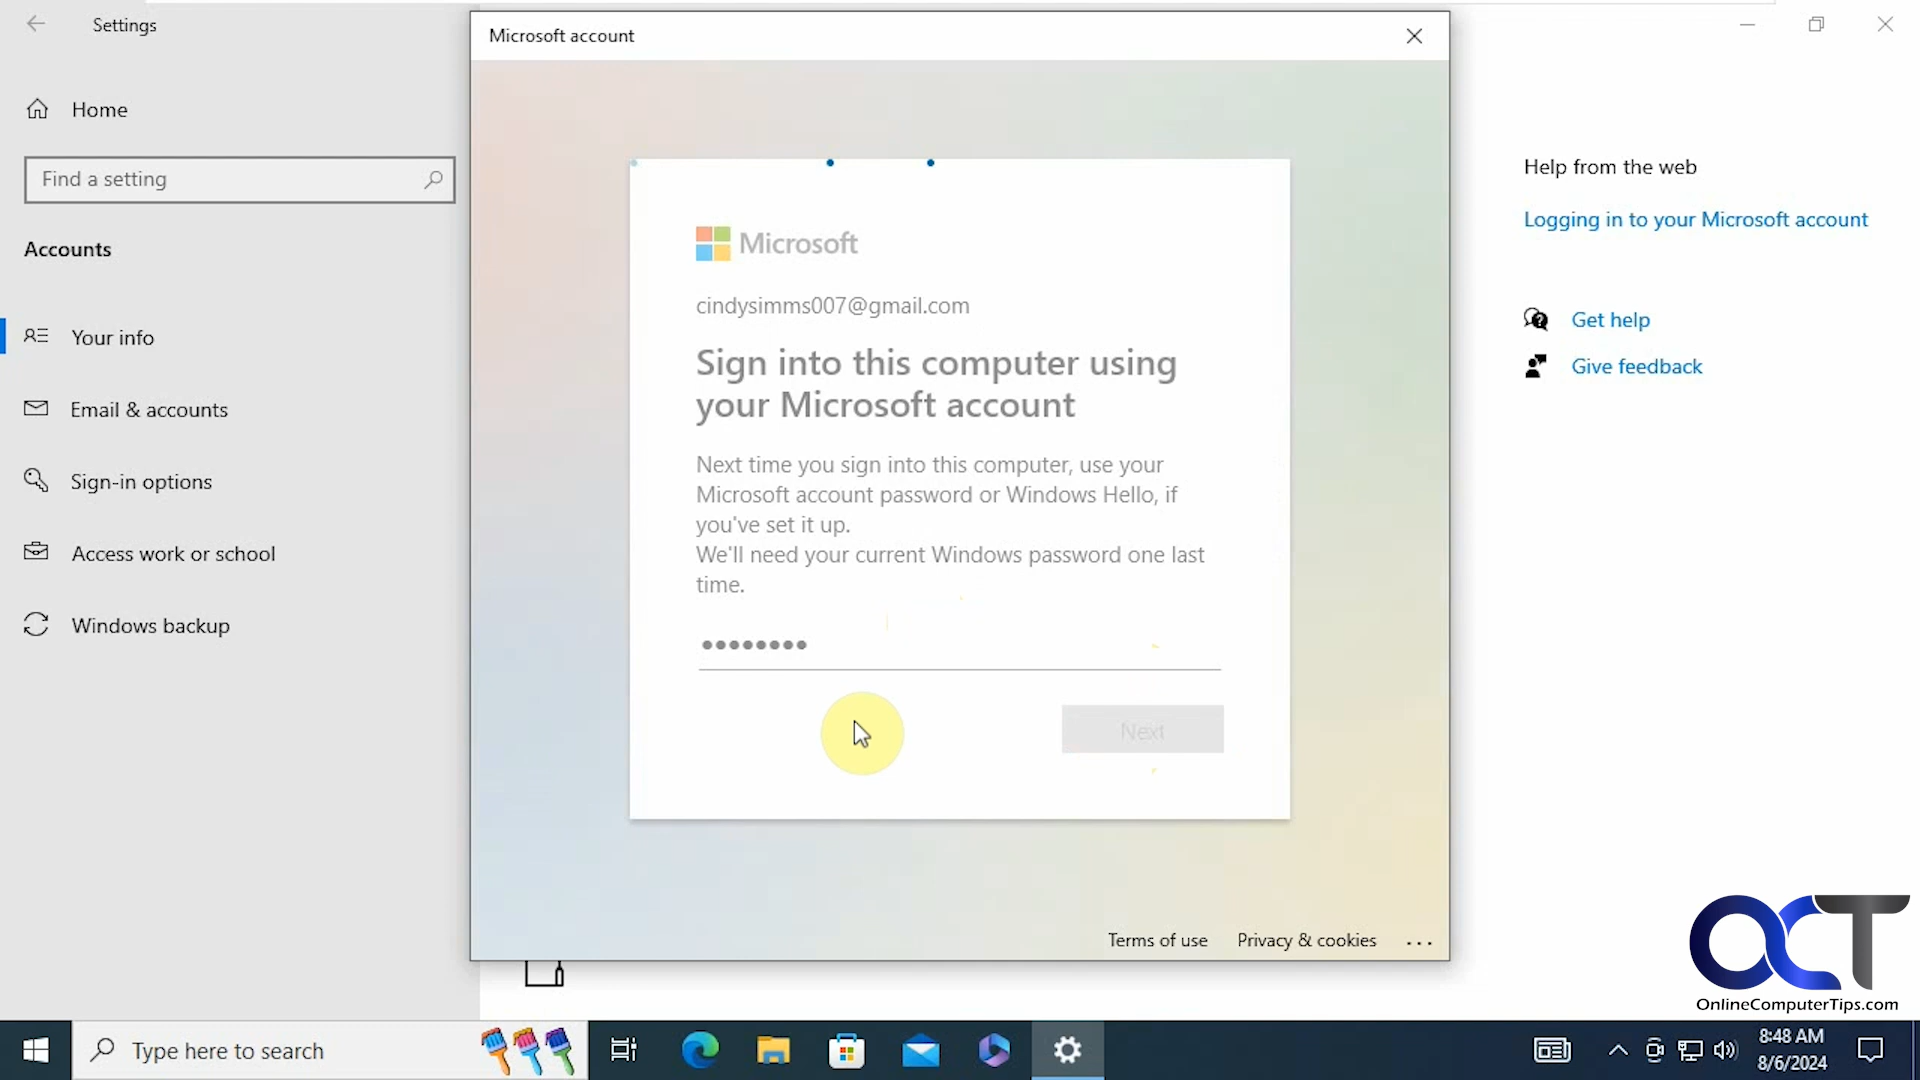 Settings
Home
Find a setting
Accounts
Your info
Email & accounts
Sign-in options
Access work or school
Windows backup
Microsoft account
Microsoft
cindysimms007@gmail.com
Sign into this computer using
your Microsoft account
Next time you sign into this computer, use your
Microsoft account password or Windows Hello, if
you've set it up.
We'll need your current Windows password one last
time.
Next
Terms of use
Privacy & cookies
...
Help from the web
Logging in to your Microsoft account
Get help
Give feedback
OCT
OnlineComputerTips.com
Type here to search
8:48 AM
8/6/2024